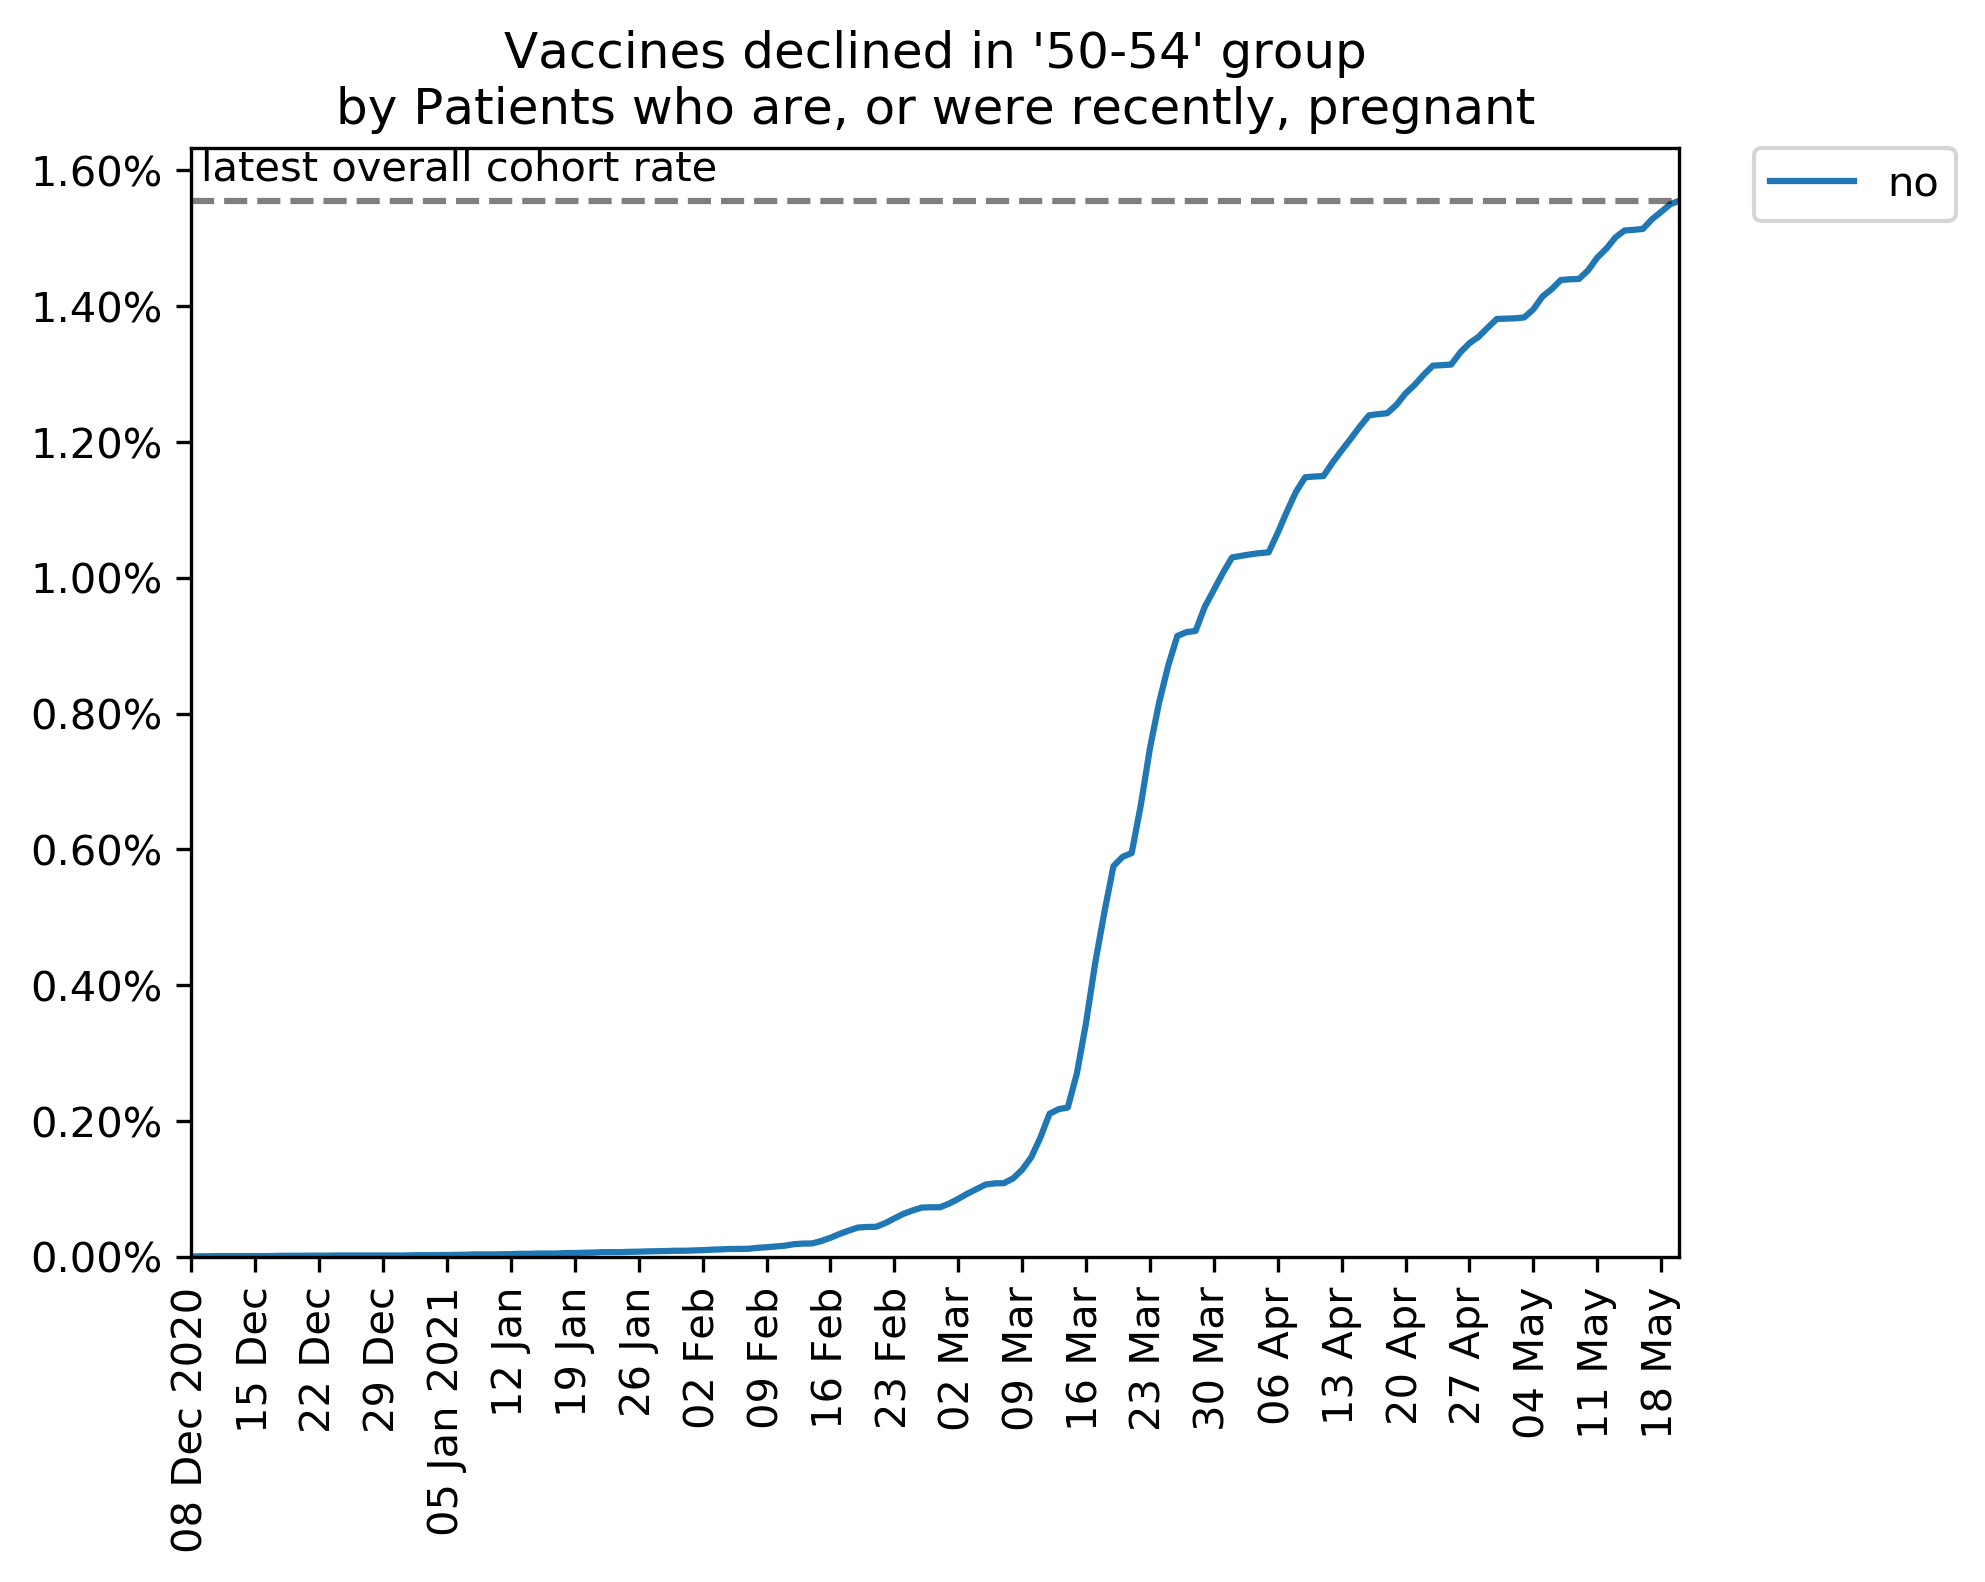 Vaccines declined in '50-54' group
by Patients who are, or were recently, pregnant
latest overall cohort rate
no
1.60%
1.40%
1.20%
1.00%
0.80%
0.60%
0.40%
0.20%
0.00%
08 Dec 2020
15 Dec
22 Dec
29 Dec
05 Jan 2021
12 Jan
19 Jan
26 Jan
02 Feb
09 Feb
16 Feb
23 Feb
02 Mar
09 Mar
16 Mar
23 Mar
30 Mar
06 Apr
13 Apr
20 Apr
27 Apr
04 May
11 May
18 May